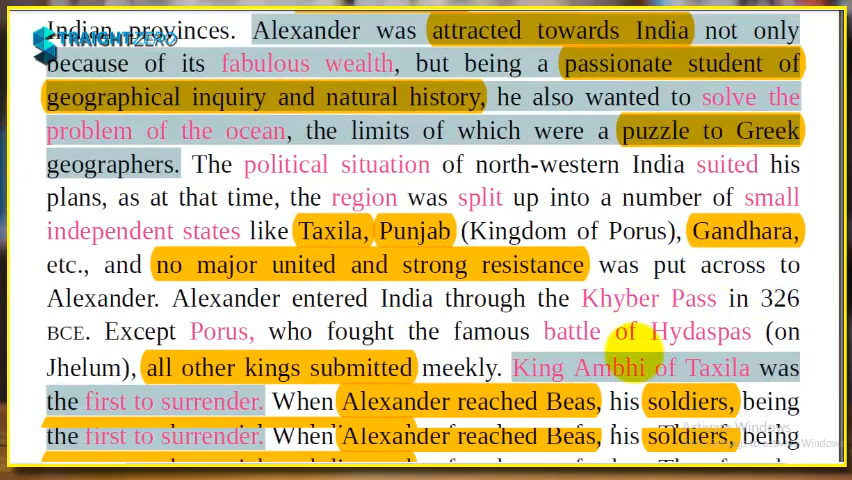 Indian provinces. Alexander was attracted towards India not only
STRAIGHTZERO
because of its fabulous wealth, but being a passionate student of
geographical inquiry and natural history, he also wanted to solve the
problem of the ocean, the limits of which were a puzzle to Greek
geographers. The political situation of north-western India suited his
plans, as at that time, the region was split up into a number of small
independent states like Taxila, Punjab (Kingdom of Porus), Gandhara,
etc., and no major united and strong resistance was put across to
Alexander. Alexander entered India through the Khyber Pass in 326
BCE. Except Porus, who fought the famous battle of Hydaspas (on
Jhelum), all other kings submitted meekly. King Ambhi of Taxila was
the first to surrender. When Alexander reached Beas, his soldiers, being
Activate Windows
the first to surrender. When Alexander reached Beas, his soldiers, being